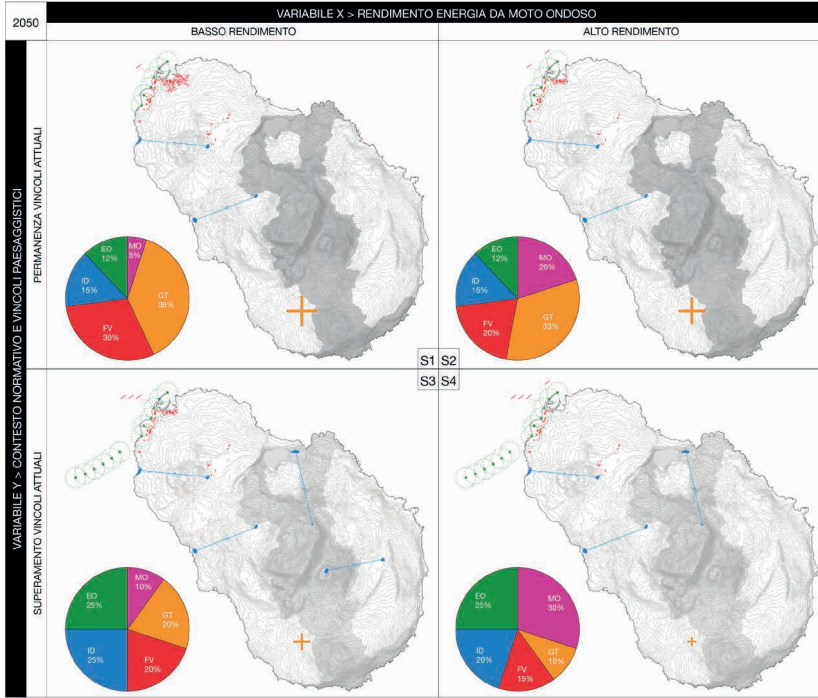 2050
VARIABILE X > RENDIMENTO ENERGIA DA MOTO ONDOSO
BASSO RENDIMENTO
ALTO RENDIMENTO
VARIABILE Y > CONTESTO NORMATIVO E VINCOLI PAESAGGISTICI
PERMANENZA VINCOLI ATTUALI
EO
12%
MO
5%
ID
15%
GT
38%
FV
30%
EO
12%
MO
20%
ID
15%
GT
33%
FV
20%
S1 S2
S3 S4
SUPERAMENTO VINCOLI ATTUALI
EO
25%
MO
10%
GT
20%
ID
25%
FV
20%
EO
25%
MO
30%
ID
20%
GT
10%
FV
15%